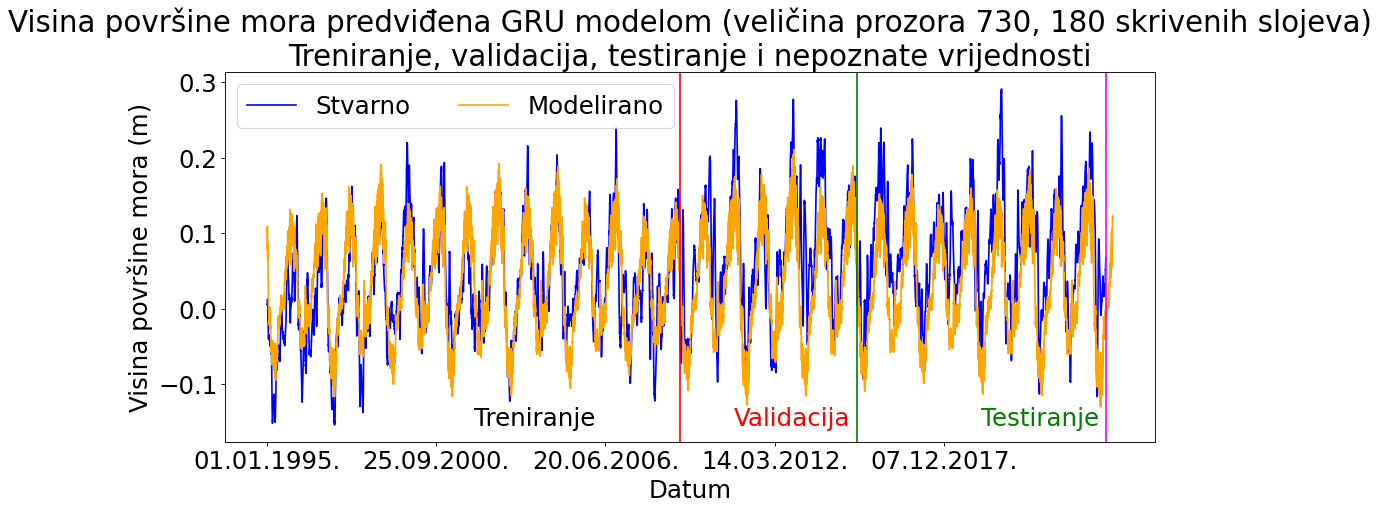 Visina površine mora predviđena GRU modelom (veličina prozora 730, 180 skrivenih slojeva)
Treniranje, validacija, testiranje i nepoznate vrijednosti
Stvarno
Modelirano
Visina površine mora (m)
0.3
0.2
0.1
0.0
−0.1
Treniranje
Validacija
Testiranje
01.01.1995.
25.09.2000.
20.06.2006.
14.03.2012.
07.12.2017.
Datum